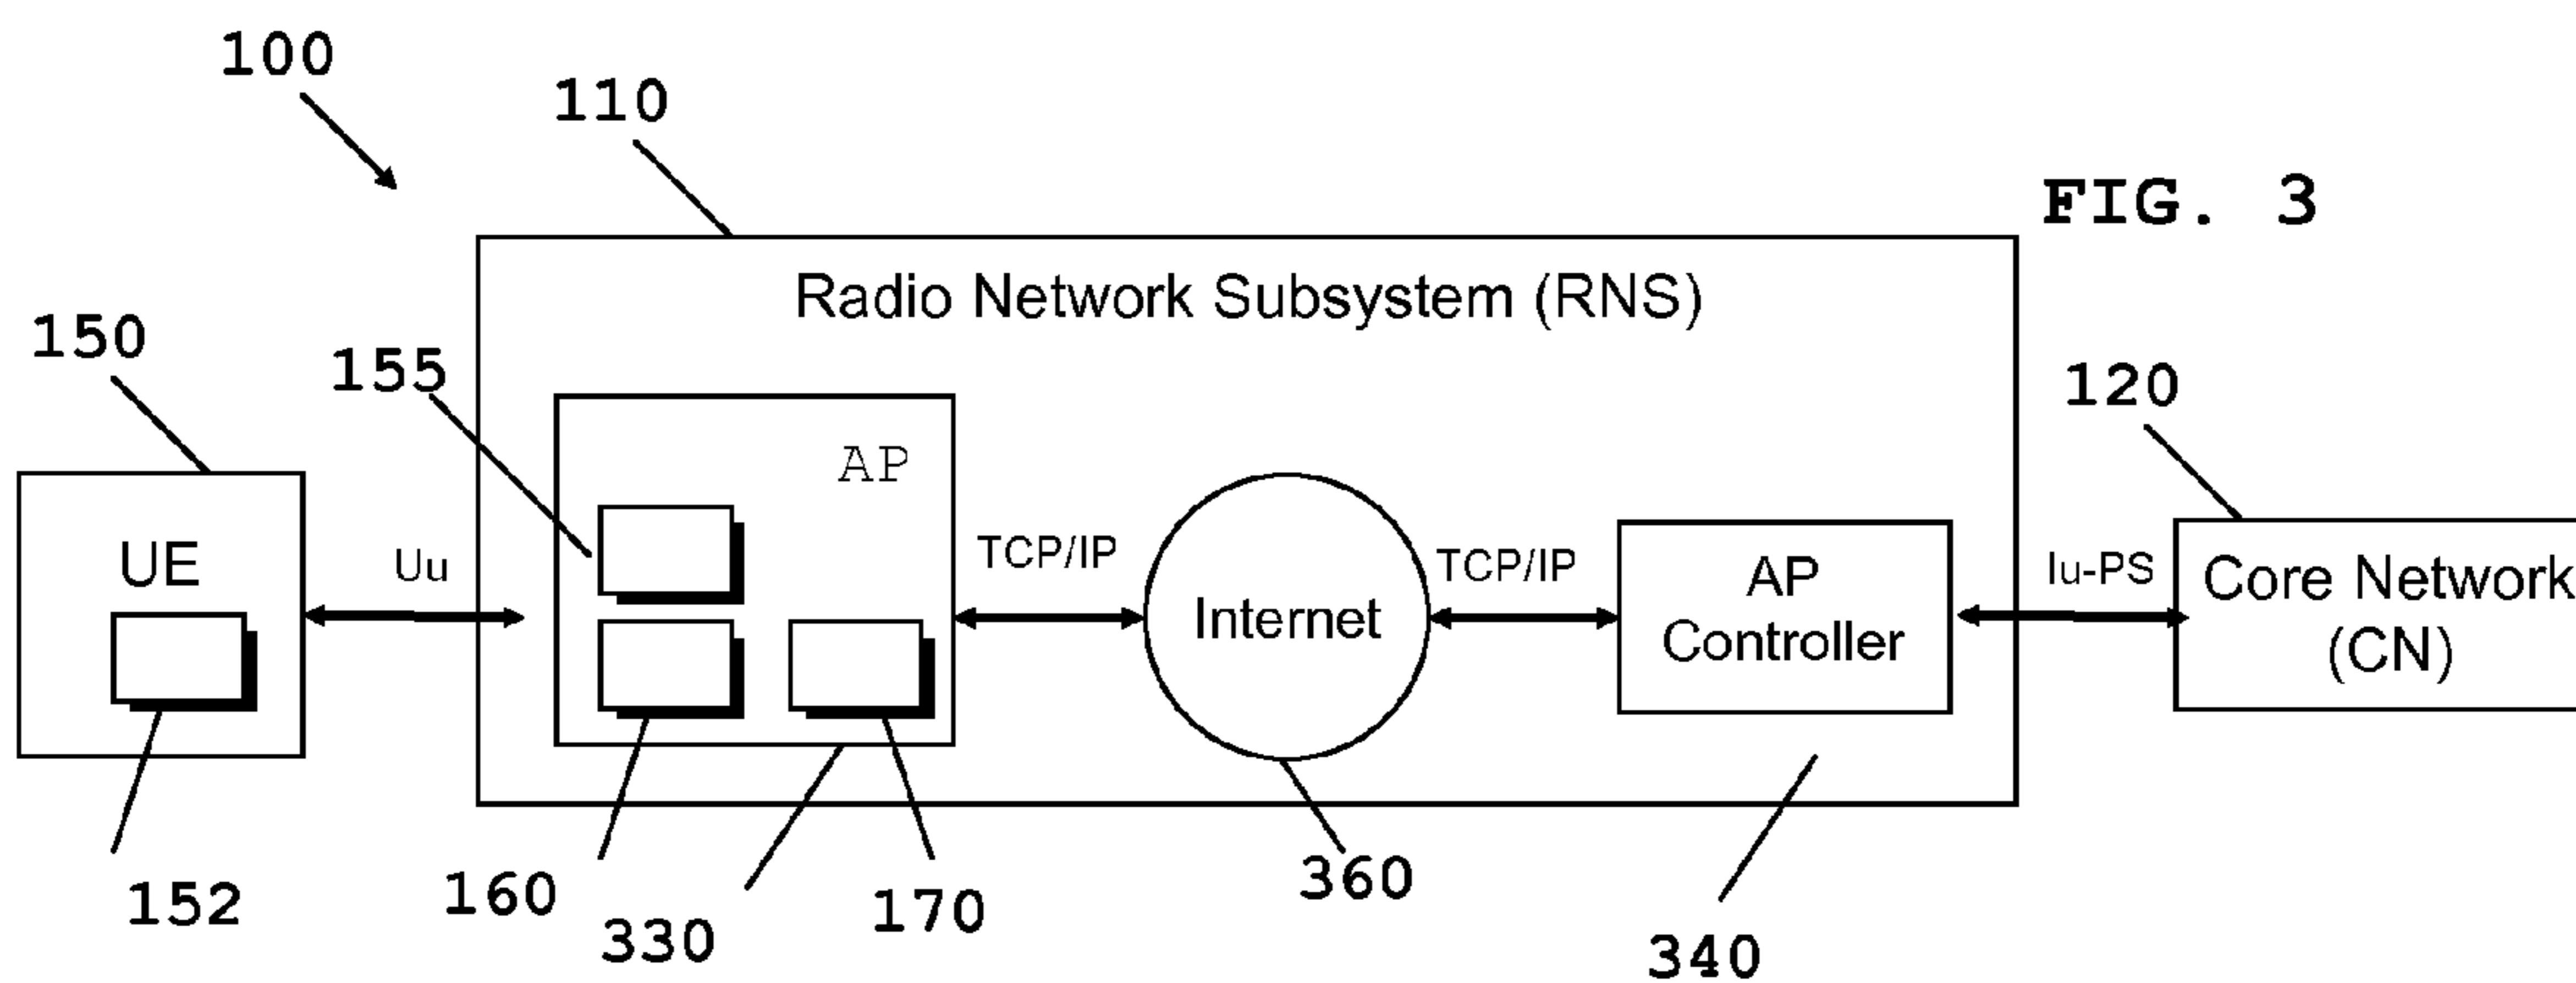 100
110
FIG. 3
Radio Network Subsystem (RNS)
150
155
120
AP
UE
Uu
TCP/IP
Internet
TCP/IP
AP
Controller
Iu-PS
Core Network
(CN)
152
160
330
170
360
340